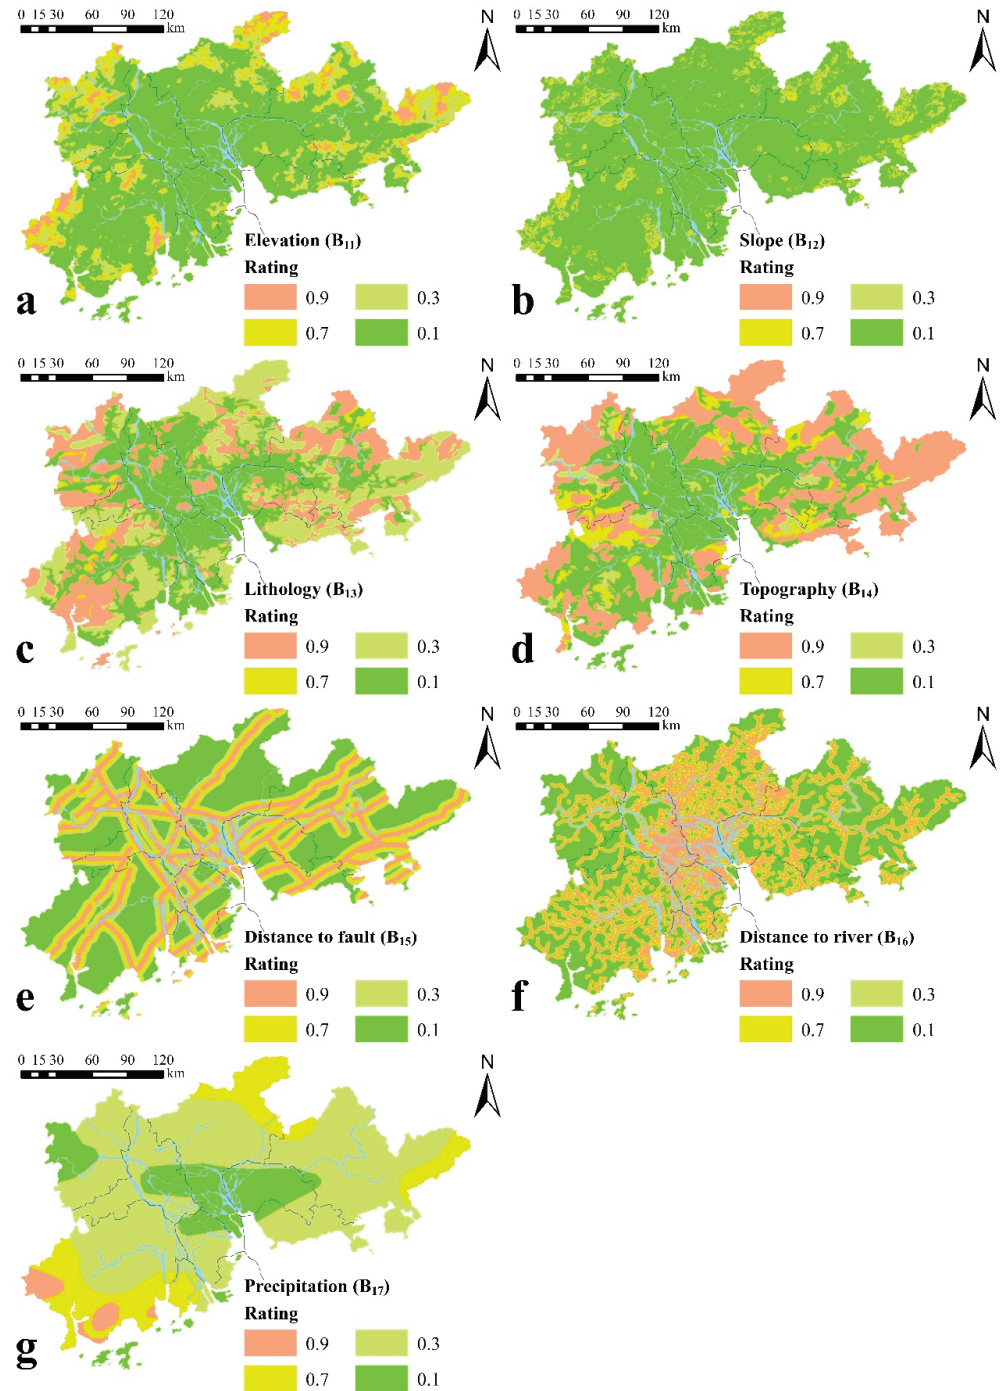 0 15 30 60 90 120
km
N
Elevation (B11)
Rating
0.9 0.3
0.7 0.1
a
0 15 30 60 90 120
km
N
Slope (B12)
Rating
0.9 0.3
0.7 0.1
b
0 15 30 60 90 120
km
N
Lithology (B13)
Rating
0.9 0.3
0.7 0.1
c
0 15 30 60 90 120
km
N
Topography (B14)
Rating
0.9 0.3
0.7 0.1
d
0 15 30 60 90 120
km
N
Distance to fault (B15)
Rating
0.9 0.3
0.7 0.1
e
0 15 30 60 90 120
km
N
Distance to river (B16)
Rating
0.9 0.3
0.7 0.1
f
0 15 30 60 90 120
km
N
Precipitation (B17)
Rating
0.9 0.3
0.7 0.1
g